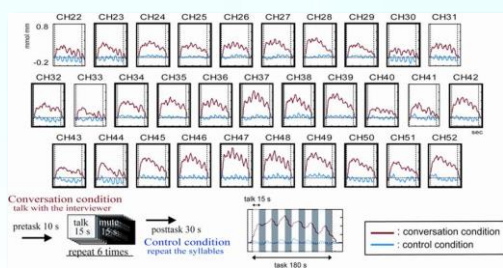 CH22 CH23 CH24 CH25 CH26 CH27 CH28 CH29 CH30 CH31
0.8
mmol mm
-0.2
CH32 CH33 CH34 CH35 CH36 CH37 CH38 CH39 CH40 CH41 CH42
sec
CH43 CH44 CH45 CH46 CH47 CH48 CH49 CH50 CH51 CH52
Conversation condition
talk with the interviewer
pretask 10 s
talk 15 s
mute 15 s
posttask 30 s
repeat 6 times
Control condition
repeat the syllables
talk 15 s
task 180 s
: conversation condition
: control condition